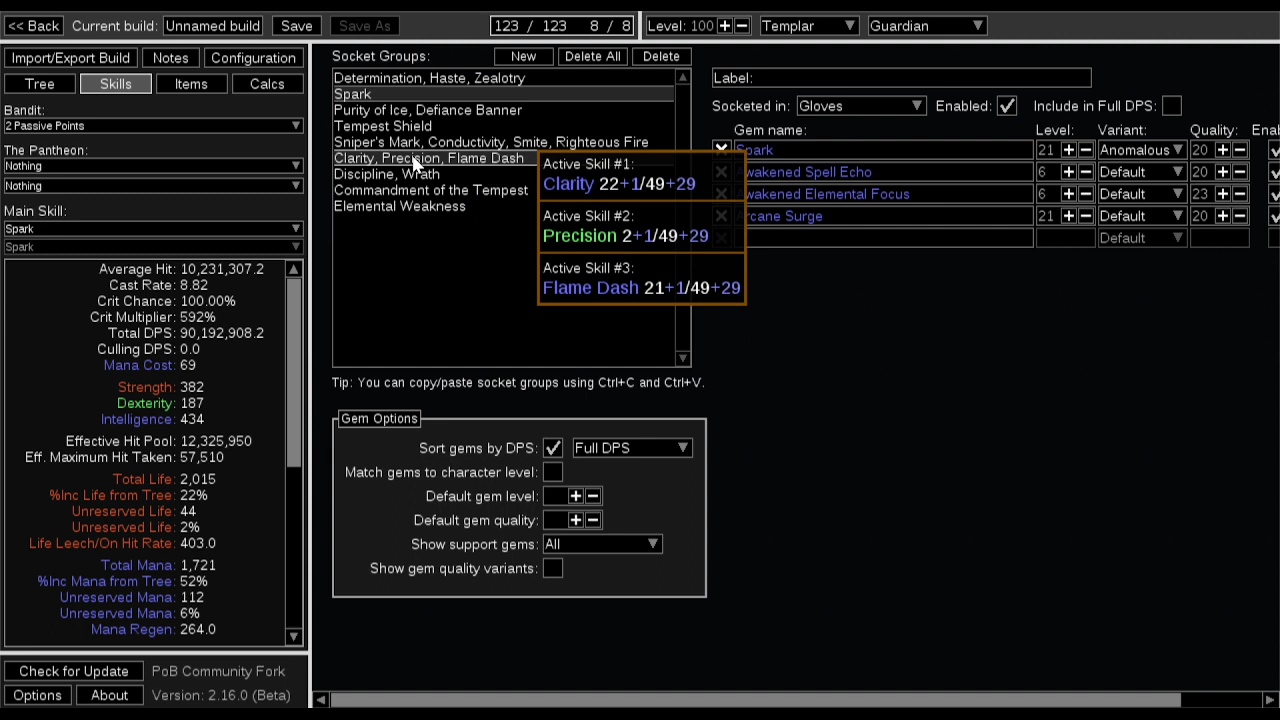 << Back Current build: Unnamed build Save Save As 123 / 123 8 / 8 Level: 100 + − Templar Guardian
Import/Export Build Notes Configuration
Tree Skills Items Calcs
Bandit:
2 Passive Points
The Pantheon:
Nothing
Nothing
Main Skill:
Spark
Spark
Average Hit: 10,231,307.2
Cast Rate: 8.82
Crit Chance: 100.00%
Crit Multiplier: 592%
Total DPS: 90,192,908.2
Culling DPS: 0.0
Mana Cost: 69
Strength: 382
Dexterity: 187
Intelligence: 434
Effective Hit Pool: 12,325,950
Eff. Maximum Hit Taken: 57,510
Total Life: 2,015
%Inc Life from Tree: 22%
Unreserved Life: 44
Unreserved Life: 2%
Life Leech/On Hit Rate: 403.0
Total Mana: 1,721
%Inc Mana from Tree: 52%
Unreserved Mana: 112
Unreserved Mana: 6%
Mana Regen: 264.0
Check for Update PoB Community Fork
Options About Version: 2.16.0 (Beta)
Socket Groups: New Delete All Delete
Determination, Haste, Zealotry
Spark
Purity of Ice, Defiance Banner
Tempest Shield
Sniper's Mark, Conductivity, Smite, Righteous Fire
Clarity, Precision, Flame Dash
Discipline, Wrath
Commandment of the Tempest
Elemental Weakness
Active Skill #1:
Clarity 22+1/49+29
Active Skill #2:
Precision 2+1/49+29
Active Skill #3:
Flame Dash 21+1/49+29
Tip: You can copy/paste socket groups using Ctrl+C and Ctrl+V.
Gem Options
Sort gems by DPS: Full DPS
Match gems to character level:
Default gem level: + −
Default gem quality: + −
Show support gems: All
Show gem quality variants:
Label:
Socketed in: Gloves Enabled: Include in Full DPS:
Gem name: Level: Variant: Quality:
Spark 21 + − Anomalous 20 + −
Awakened Spell Echo 6 + − Default 20 + −
Awakened Elemental Focus 6 + − Default 23 + −
Arcane Surge 21 + − Default 20 + −
Default